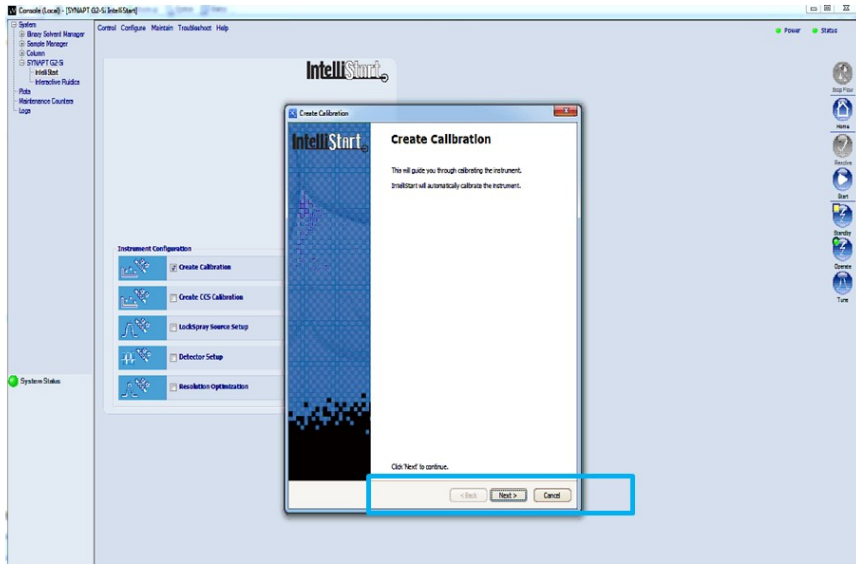 Console (Local) - [SYNAPT G2-Si IntelliStart]
System
Binary Solvent Manager
Sample Manager
Column
SYNAPT G2-Si
IntelliStart
Interactive Fluidics
Plots
Maintenance Counters
Logs
Control Configure Maintain Troubleshoot Help
Power
Status
IntelliStart
Stop Flow
Home
Resolve
Start
Standby
Operate
Tune
Instrument Configuration
Create Calibration
Create CCS Calibration
LockSpray Source Setup
Detector Setup
Resolution Optimization
System Status
Create Calibration
IntelliStart
Create Calibration
This will guide you through calibrating the instrument.
IntelliStart will automatically calibrate the instrument.
Click 'Next' to continue.
< Back
Next >
Cancel